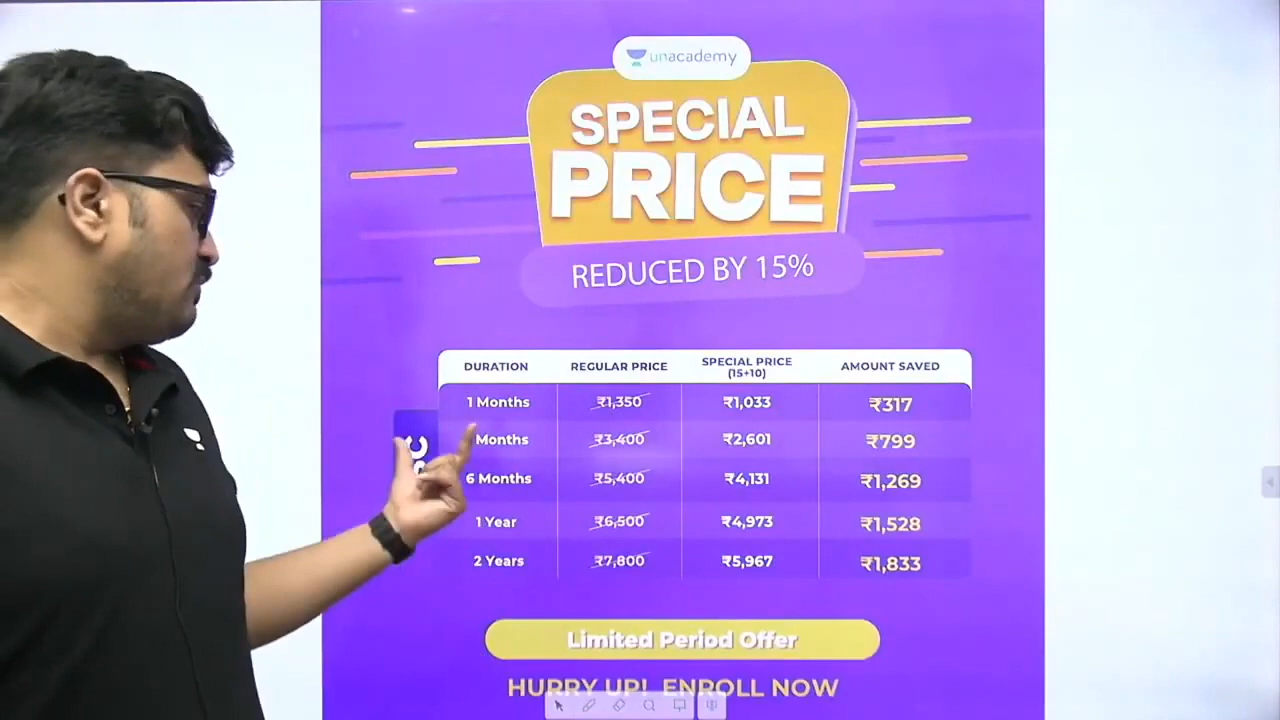 unacademy
SPECIAL
PRICE
REDUCED BY 15%
DURATION REGULAR PRICE SPECIAL PRICE (15+10) AMOUNT SAVED
1 Months ₹1,350 ₹1,033 ₹317
Months ₹3,400 ₹2,601 ₹799
6 Months ₹5,400 ₹4,131 ₹1,269
1 Year ₹6,500 ₹4,973 ₹1,528
2 Years ₹7,800 ₹5,967 ₹1,833
Limited Period Offer
HURRY UP! ENROLL NOW